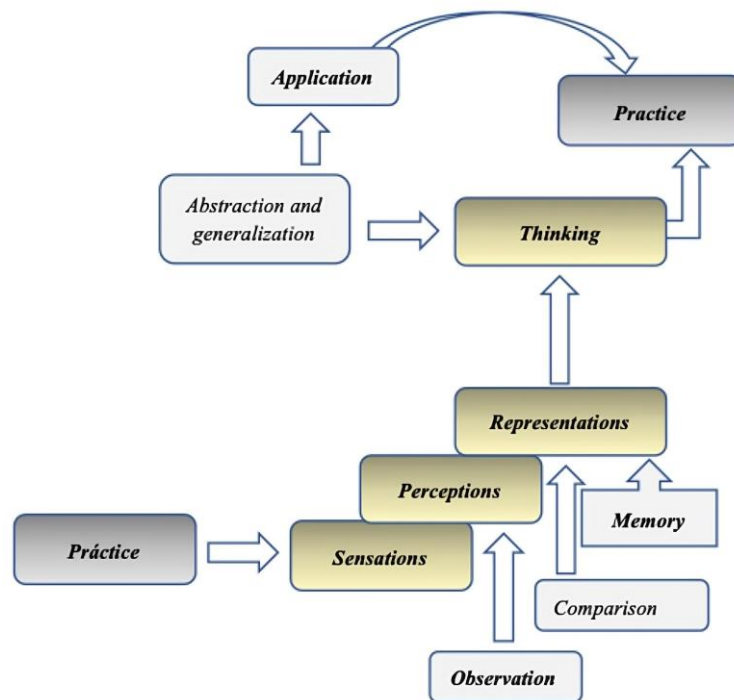 Application
Practice
Abstraction and
generalization
Thinking
Representations
Perceptions
Memory
Práctice
Sensations
Comparison
Observation